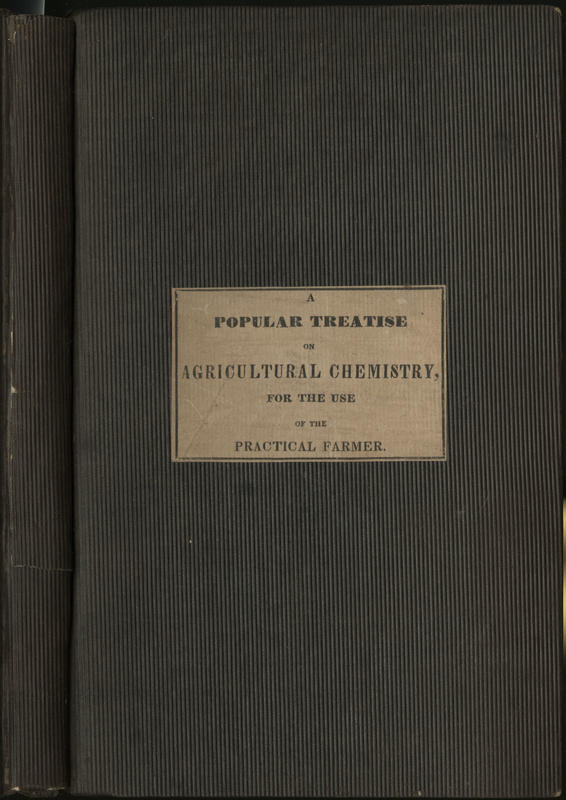 A
POPULAR TREATISE
ON
AGRICULTURAL CHEMISTRY,
FOR THE USE
OF THE
PRACTICAL FARMER.